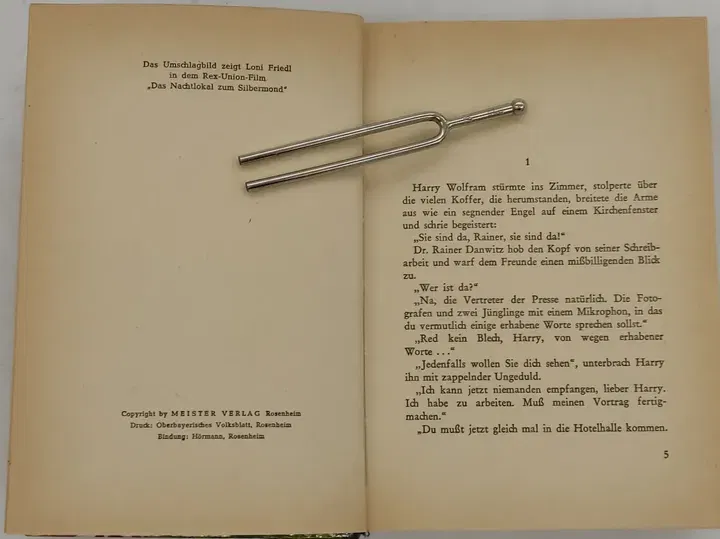 Das Umschlagbild zeigt Loni Friedl
in dem Rex-Union-Film
„Das Nachtlokal zum Silbermond"
Copyright by MEISTER VERLAG Rosenheim
Druck: Oberbayerisches Volksblatt, Rosenheim
Bindung: Hörmann, Rosenheim
1
Harry Wolfram stürmte ins Zimmer, stolperte über
die vielen Koffer, die herumstanden, breitete die Arme
aus wie ein segnender Engel auf einem Kirchenfenster
und schrie begeistert:
„Sie sind da, Rainer, sie sind da!"
Dr. Rainer Danwitz hob den Kopf von seiner Schreib-
arbeit und warf dem Freunde einen mißbilligenden Blick
zu.
„Wer ist da?"
„Na, die Vertreter der Presse natürlich. Die Foto-
grafen und zwei Jünglinge mit einem Mikrophon, in das
du vermutlich einige erhabene Worte sprechen sollst."
„Red kein Blech, Harry, von wegen erhabener
Worte ..."
„Jedenfalls wollen Sie dich sehen", unterbrach Harry
ihn mit zappelnder Ungeduld.
„Ich kann jetzt niemanden empfangen, lieber Harry.
Ich habe zu arbeiten. Muß meinen Vortrag fertig-
machen."
„Du mußt jetzt gleich mal in die Hotelhalle kommen.
5